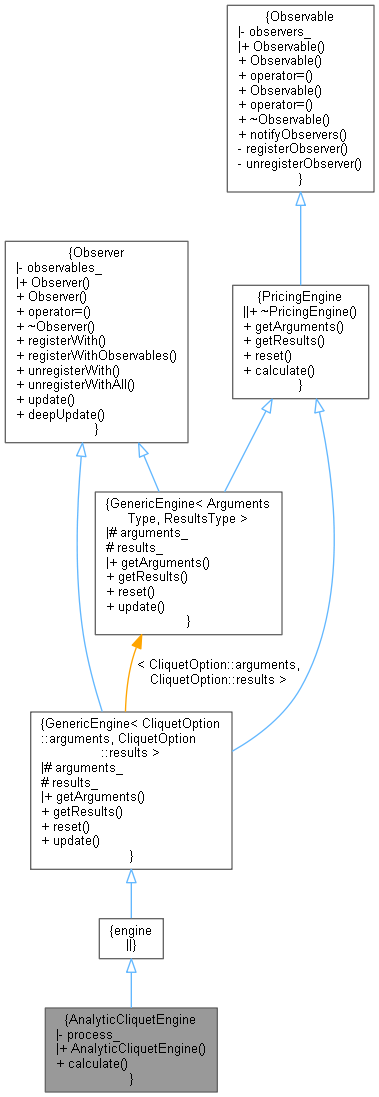 {Observable
|- observers_
|+ Observable()
+ Observable()
+ operator=()
+ Observable()
+ operator=()
+ ~Observable()
+ notifyObservers()
- registerObserver()
- unregisterObserver()
}
{Observer
|- observables_
|+ Observer()
+ Observer()
+ operator=()
+ ~Observer()
+ registerWith()
+ registerWithObservables()
+ unregisterWith()
+ unregisterWithAll()
+ update()
+ deepUpdate()
}
{PricingEngine
||+ ~PricingEngine()
+ getArguments()
+ getResults()
+ reset()
+ calculate()
}
{GenericEngine< Arguments
Type, ResultsType >
|# arguments_
# results_
|+ getArguments()
+ getResults()
+ reset()
+ update()
}
< CliquetOption::arguments,
CliquetOption::results >
{GenericEngine< CliquetOption
::arguments, CliquetOption
::results >
|# arguments_
# results_
|+ getArguments()
+ getResults()
+ reset()
+ update()
}
{engine
||}
{AnalyticCliquetEngine
|- process_
|+ AnalyticCliquetEngine()
+ calculate()
}